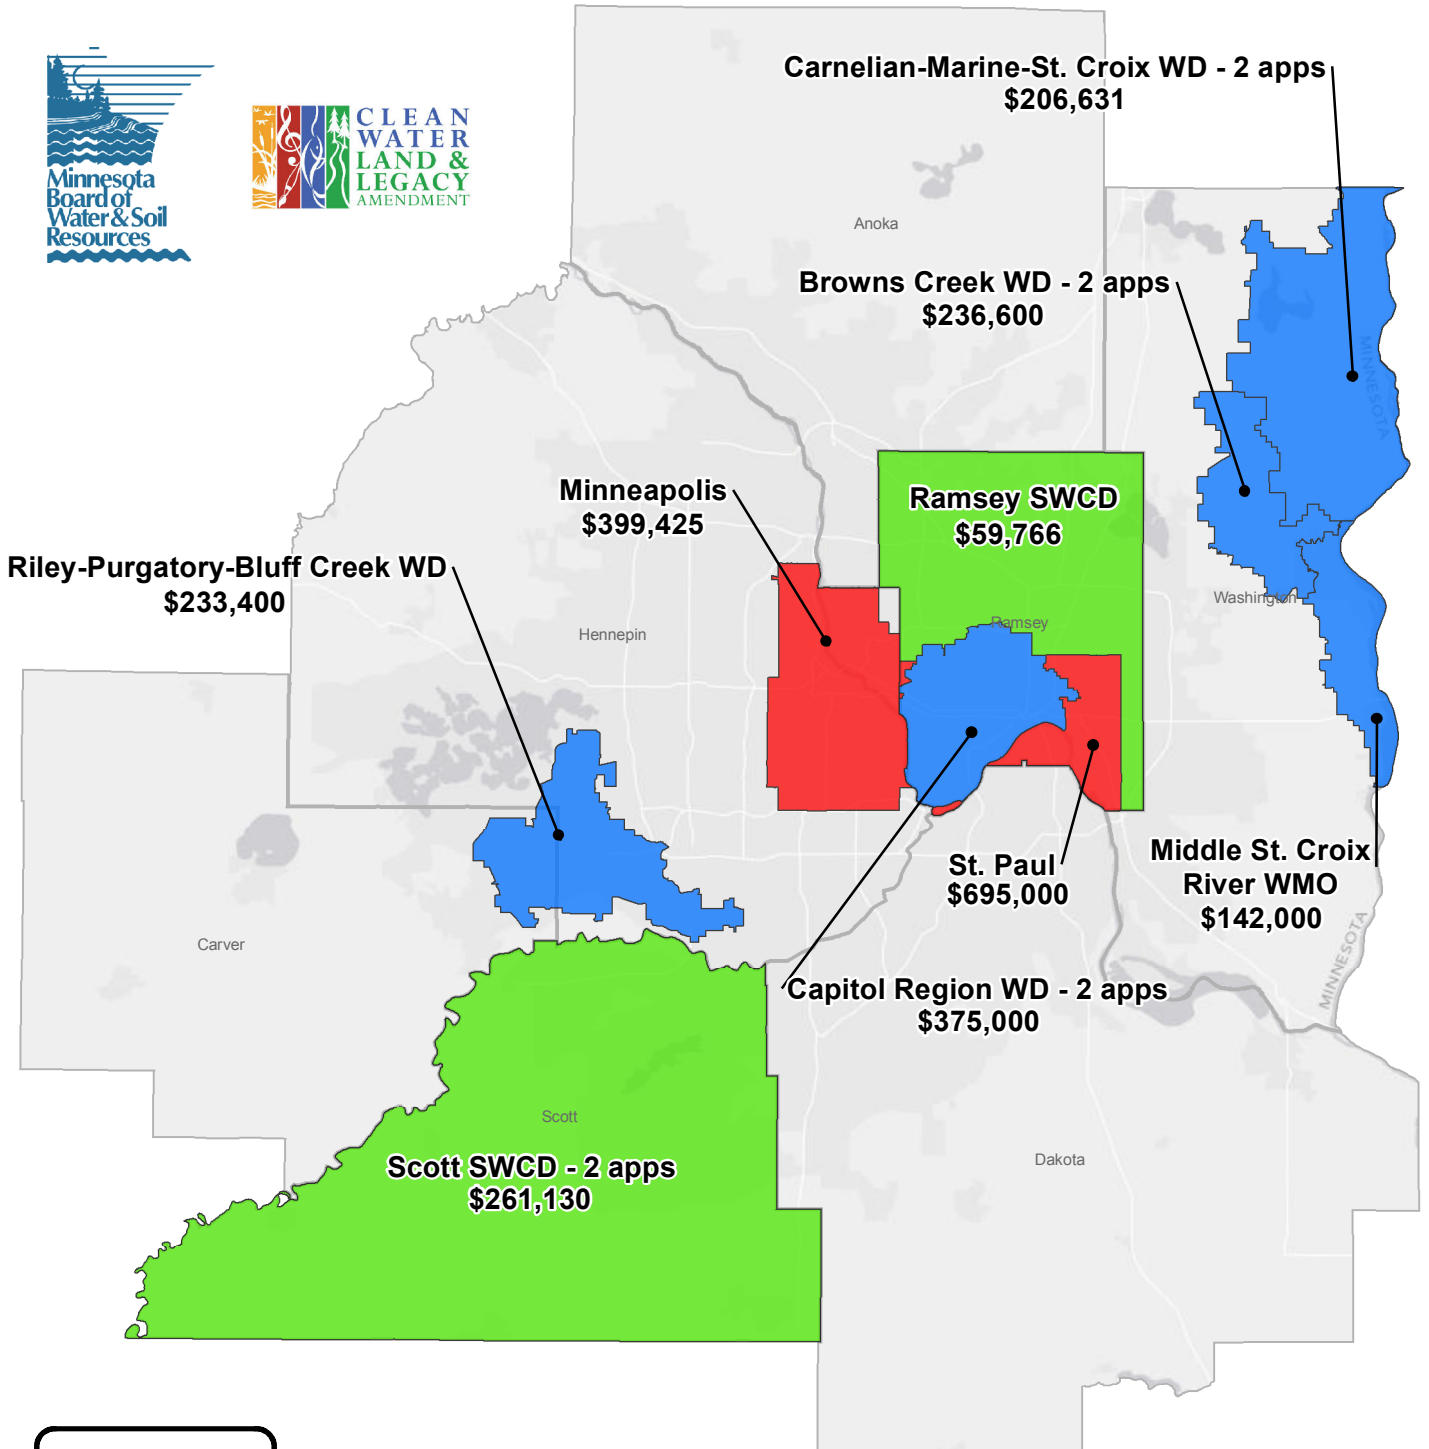 Minnesota
Board of
Water & Soil
Resources
CLEAN
WATER
LAND &
LEGACY
AMENDMENT
Carnelian-Marine-St. Croix WD - 2 apps
$206,631
Anoka
Browns Creek WD - 2 apps
$236,600
MINNESOTA
Minneapolis
$399,425
Ramsey SWCD
$59,766
Riley-Purgatory-Bluff Creek WD
$233,400
Washington
Hennepin
Ramsey
St. Paul
$695,000
Middle St. Croix
River WMO
$142,000
Carver
MINNESOTA
Capitol Region WD - 2 apps
$375,000
Scott
Scott SWCD - 2 apps
$261,130
Dakota